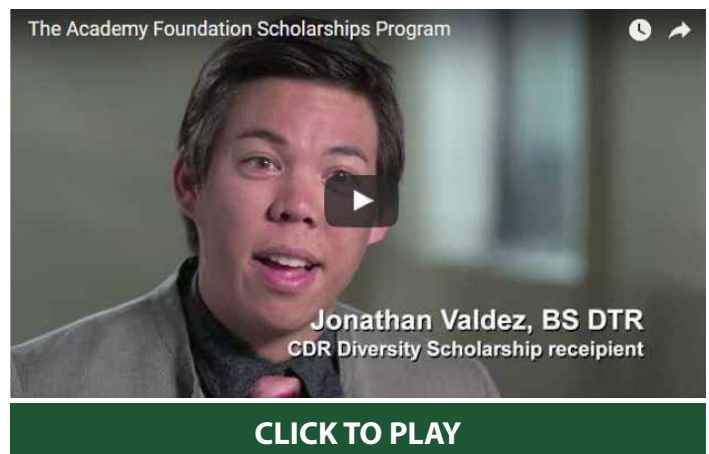 The Academy Foundation Scholarships Program
Jonathan Valdez, BS DTR
CDR Diversity Scholarship receipient
CLICK TO PLAY